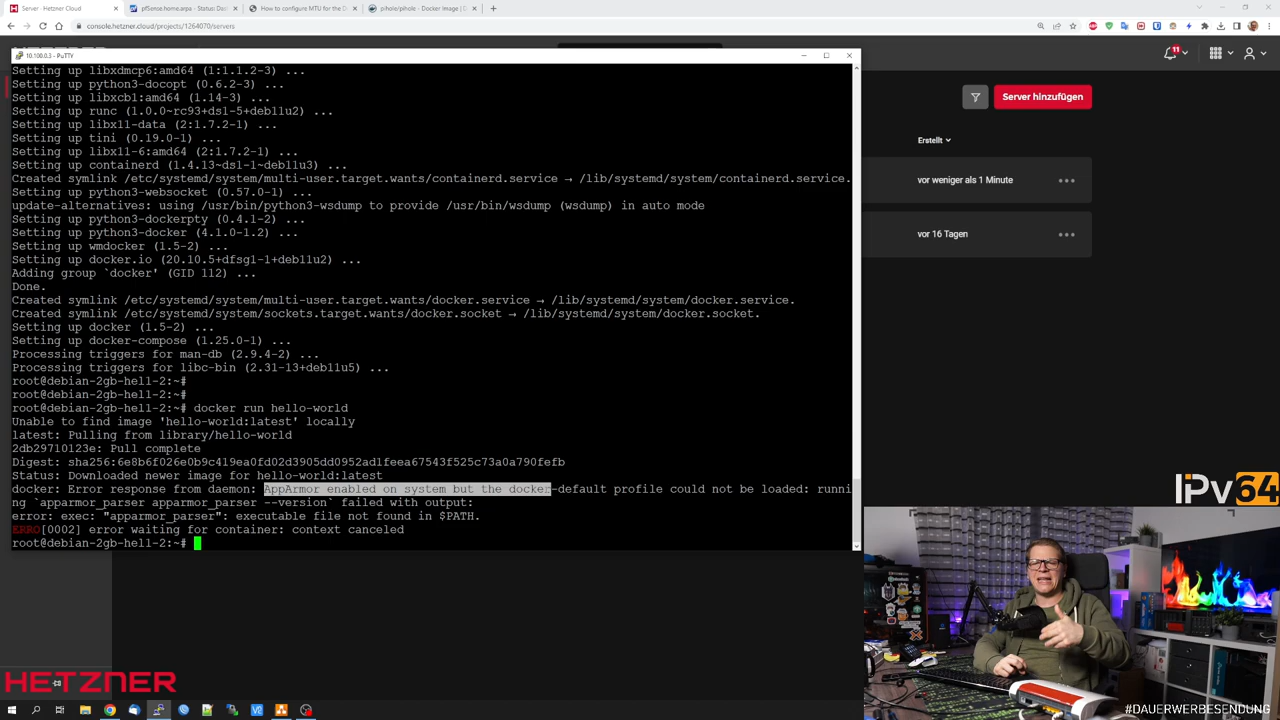 Server · Hetzner Cloud
pfSense.home.arpa - Status: Das
How to configure MTU for the D
pihole/pihole - Docker Image | D
console.hetzner.cloud/projects/1264070/servers
11
10.100.0.3 - PuTTY
Server hinzufügen
Erstellt
vor weniger als 1 Minute
vor 16 Tagen
Setting up libxdmcp6:amd64 (1:1.1.2-3) ...
Setting up python3-docopt (0.6.2-3) ...
Setting up libxcb1:amd64 (1.14-3) ...
Setting up runc (1.0.0~rc93+ds1-5+deb11u2) ...
Setting up libx11-data (2:1.7.2-1) ...
Setting up tini (0.19.0-1) ...
Setting up libx11-6:amd64 (2:1.7.2-1) ...
Setting up containerd (1.4.13~ds1-1~deb11u3) ...
Created symlink /etc/systemd/system/multi-user.target.wants/containerd.service → /lib/systemd/system/containerd.service.
Setting up python3-websocket (0.57.0-1) ...
update-alternatives: using /usr/bin/python3-wsdump to provide /usr/bin/wsdump (wsdump) in auto mode
Setting up python3-dockerpty (0.4.1-2) ...
Setting up python3-docker (4.1.0-1.2) ...
Setting up wmdocker (1.5-2) ...
Setting up docker.io (20.10.5+dfsg1-1+deb11u2) ...
Adding group `docker' (GID 112) ...
Done.
Created symlink /etc/systemd/system/multi-user.target.wants/docker.service → /lib/systemd/system/docker.service.
Created symlink /etc/systemd/system/sockets.target.wants/docker.socket → /lib/systemd/system/docker.socket.
Setting up docker (1.5-2) ...
Setting up docker-compose (1.25.0-1) ...
Processing triggers for man-db (2.9.4-2) ...
Processing triggers for libc-bin (2.31-13+deb11u5) ...
root@debian-2gb-hel1-2:~#
root@debian-2gb-hel1-2:~#
root@debian-2gb-hel1-2:~# docker run hello-world
Unable to find image 'hello-world:latest' locally
latest: Pulling from library/hello-world
2db29710123e: Pull complete
Digest: sha256:6e8b6f026e0b9c419ea0fd02d3905dd0952ad1feea67543f525c73a0a790fefb
Status: Downloaded newer image for hello-world:latest
docker: Error response from daemon: AppArmor enabled on system but the docker-default profile could not be loaded: runni
ng `apparmor_parser apparmor_parser --version` failed with output:
error: exec: "apparmor_parser": executable file not found in $PATH.
ERRO[0002] error waiting for container: context canceled
root@debian-2gb-hel1-2:~#
IPv64
HETZNER
#DAUERWERBESENDUNG